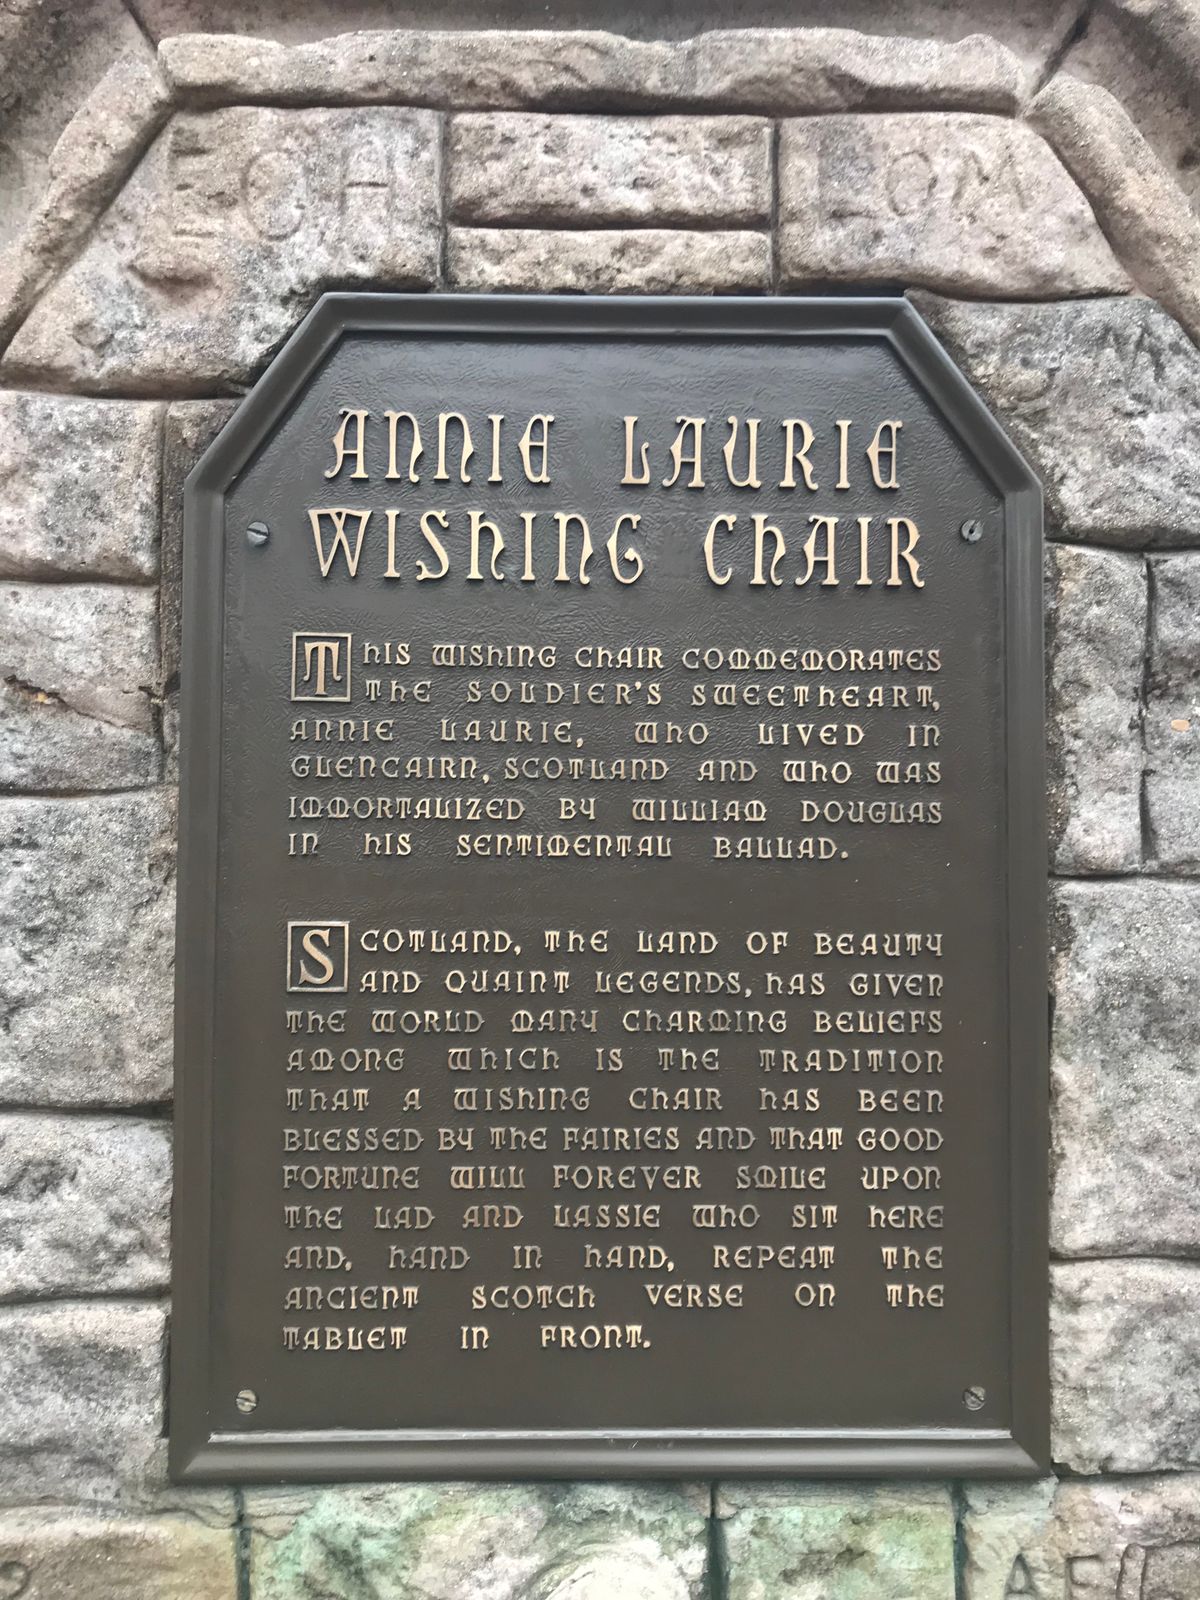 ECH
LOM
ANNIE LAURIE
WISHING CHAIR
THIS WISHING CHAIR COMMEMORATES
THE SOLDIER'S SWEETHEART,
ANNIE LAURIE, WHO LIVED IN
GLENCAIRN, SCOTLAND AND WHO WAS
IMMORTALIZED BY WILLIAM DOUGLAS
IN HIS SENTIMENTAL BALLAD.
SCOTLAND, THE LAND OF BEAUTY
AND QUAINT LEGENDS, HAS GIVEN
THE WORLD MANY CHARMING BELIEFS
AMONG WHICH IS THE TRADITION
THAT A WISHING CHAIR HAS BEEN
BLESSED BY THE FAIRIES AND THAT GOOD
FORTUNE WILL FOREVER SMILE UPON
THE LAD AND LASSIE WHO SIT HERE
AND, HAND IN HAND, REPEAT THE
ANCIENT SCOTCH VERSE ON THE
TABLET IN FRONT.